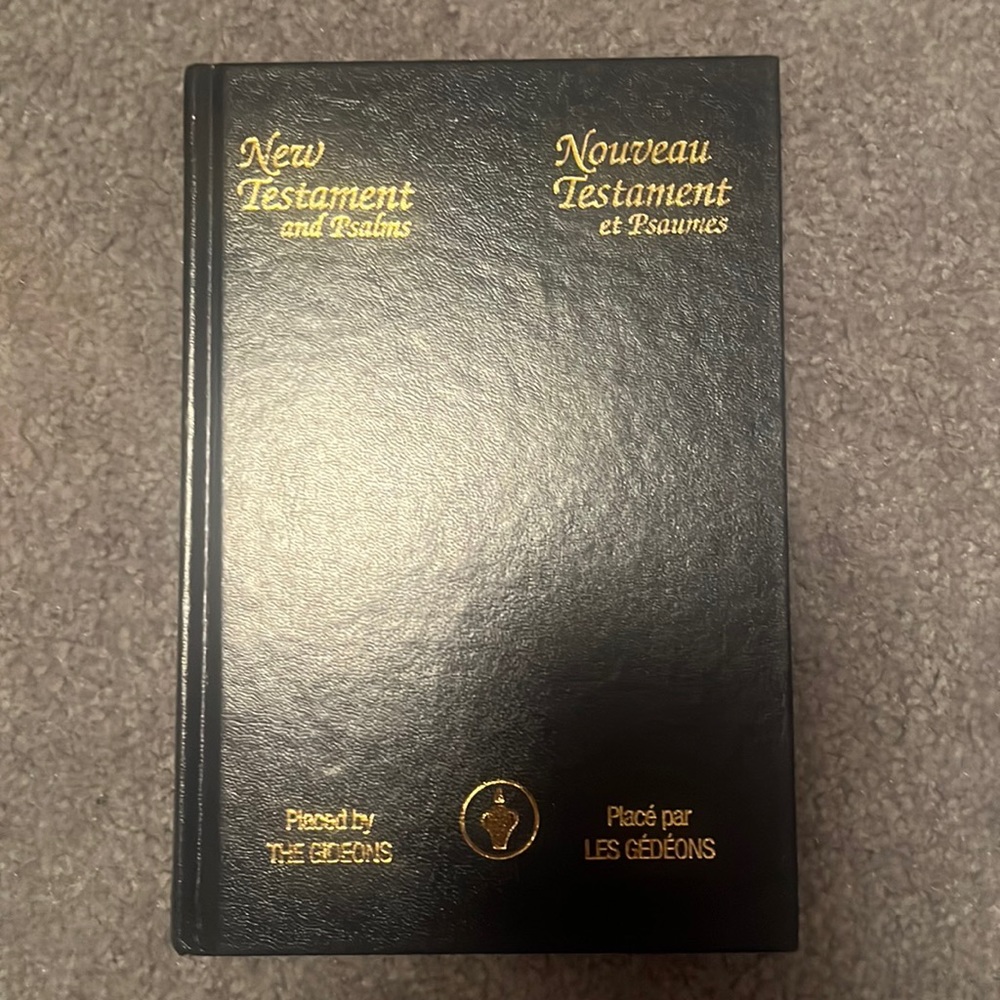 New
Testament
and Psalms
Nouveau
Testament
et Psaumes
Placed by
THE GIDEONS
Placé par
LES GÉDÉONS